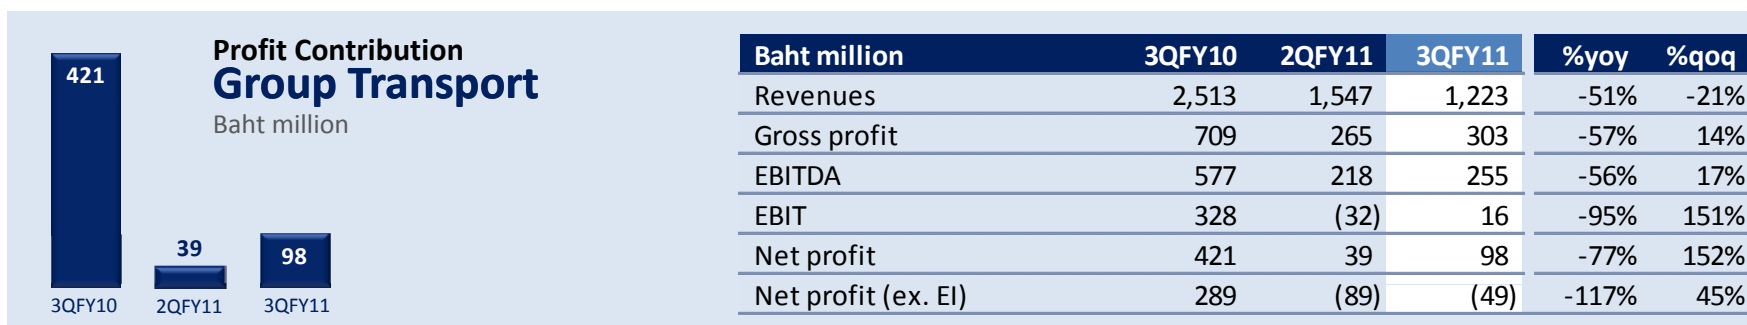 Profit Contribution
Group Transport
Baht million
421
39
98
3QFY10 2QFY11 3QFY11
Baht million 3QFY10 2QFY11 3QFY11 %yoy %qoq
Revenues 2,513 1,547 1,223 -51% -21%
Gross profit 709 265 303 -57% 14%
EBITDA 577 218 255 -56% 17%
EBIT 328 (32) 16 -95% 151%
Net profit 421 39 98 -77% 152%
Net profit (ex. EI) 289 (89) (49) -117% 45%